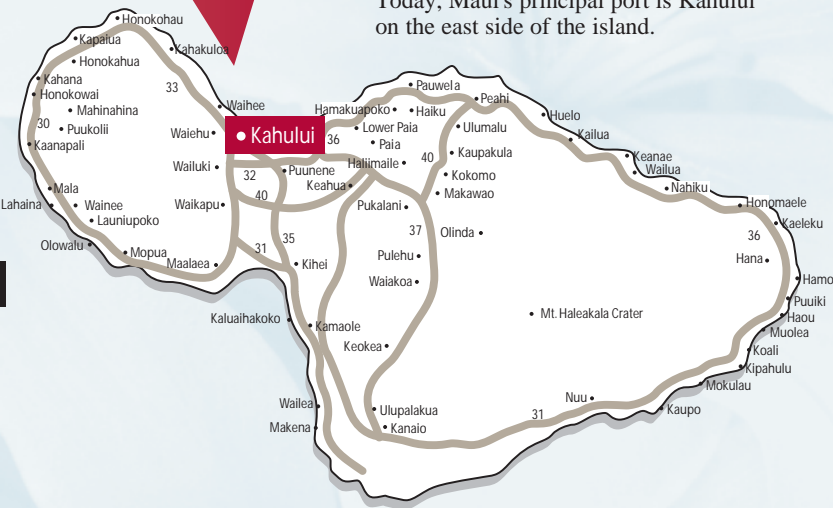 Today, Maui's principal port is Kahului
on the east side of the island.
Honokohau
Kapaiua
Kahakuloa
Honokahua
Kahana
33
Honokowai
Mahinahina
Waihee
30
Puukolii
Waiehu
Kaanapali
Wailuki
Mala
Lahaina
Wainee
Waikapu
Launiupoko
Olowalu
Mopua
Maalaea
Kahului
32
40
31
35
Puunene
Keahua
Kihei
Kaluaihakoko
Kamaole
Wailea
Makena
Pauwela
Peahi
Hamakuapoko
Haiku
36
Lower Paia
Ulumalu
Paia
Haliimaile
40
Kaupakula
Kokomo
Makawao
Pukalani
37
Olinda
Pulehu
Waiakoa
Keokea
Ulupalakua
Kanaio
Huelo
Kailua
Keanae
Wailua
Nahiku
Honomaele
Kaeleku
36
Hana
Hamo
Puuiki
Haou
Muolea
Koali
Kipahulu
Mokulau
Kaupo
Nuu
31
Mt. Haleakala Crater